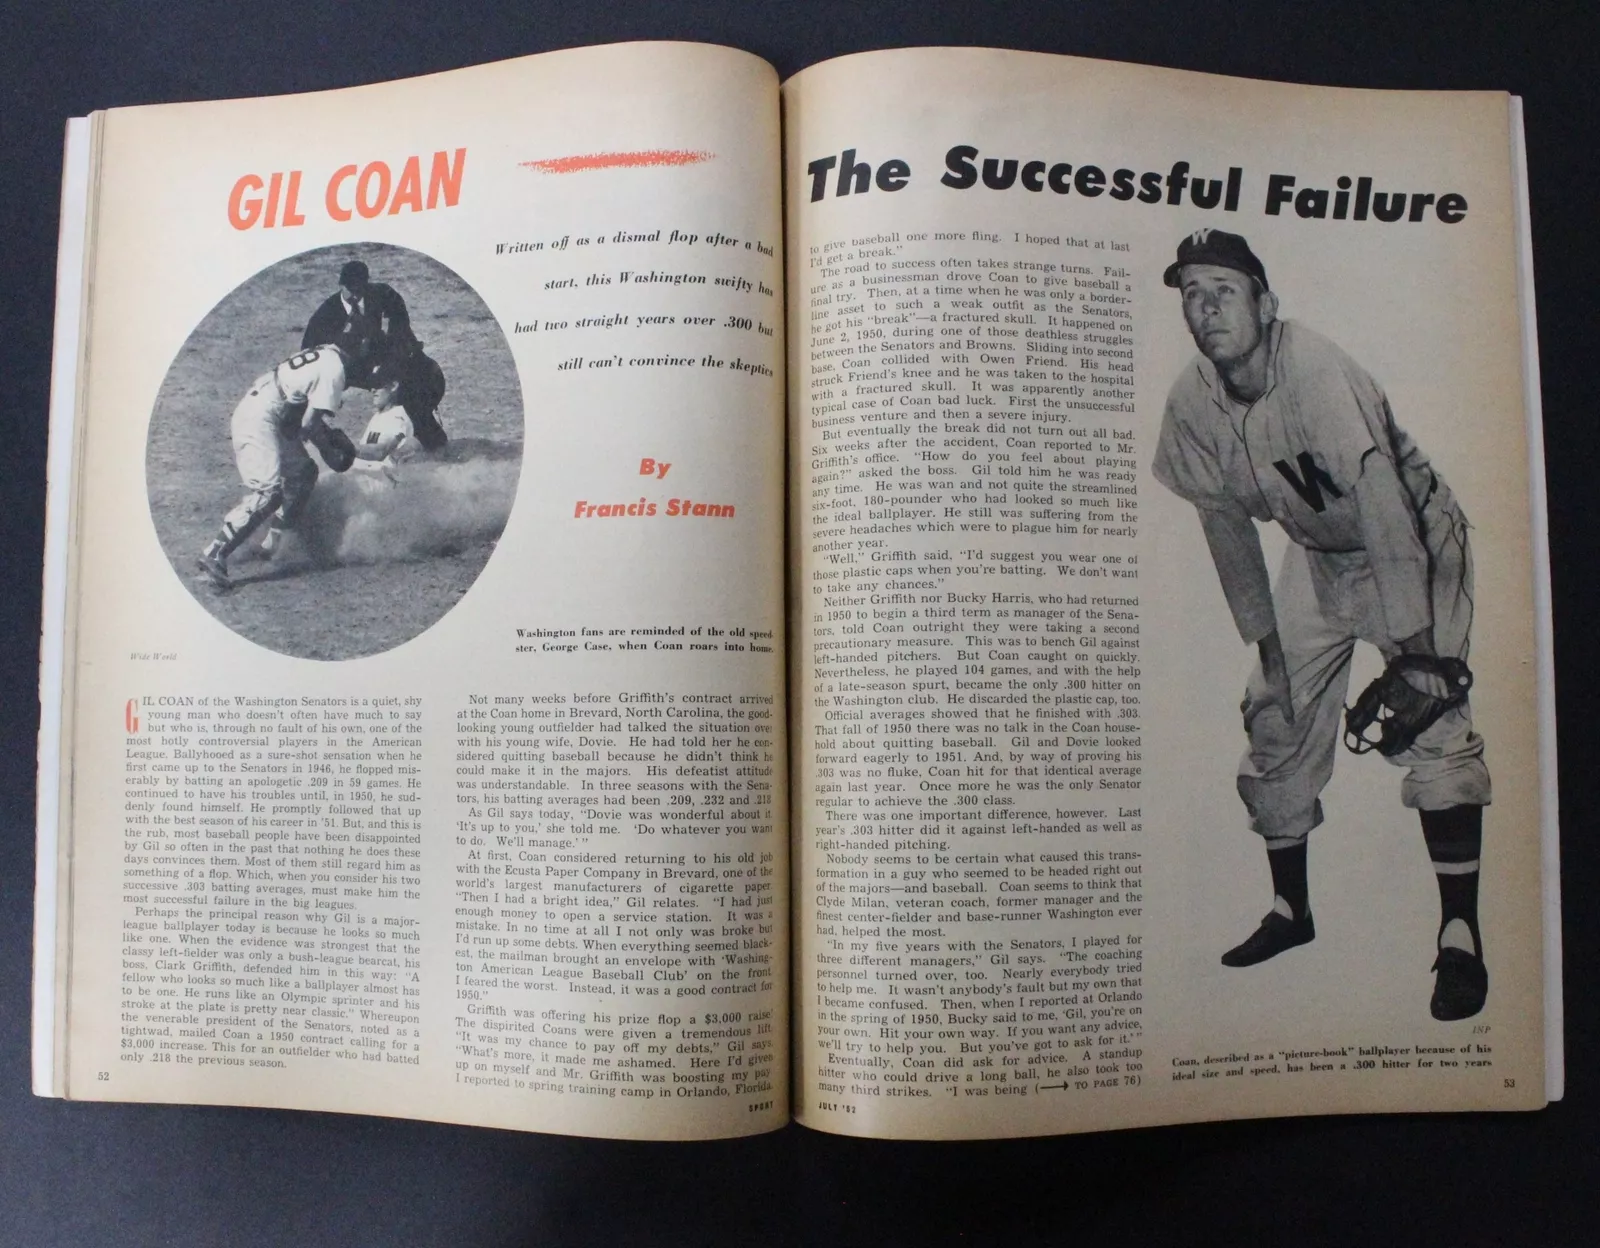 GIL COAN
Written off as a dismal flop after a bad
start, this Washington swifty has
had two straight years over .300 but
still can't convince the skeptics
By
Francis Stann
Washington fans are reminded of the old speed-
ster, George Case, when Coan roars into home.
Wide World
GIL COAN of the Washington Senators is a quiet, shy
young man who doesn't often have much to say
but who is, through no fault of his own, one of the
most hotly controversial players in the American
League. Ballyhooed as a sure-shot sensation when he
first came up to the Senators in 1946, he flopped mis-
erably by batting an apologetic .209 in 59 games. He
continued to have his troubles until, in 1950, he sud-
denly found himself. He promptly followed that up
with the best season of his career in '51. But, and this is
the rub, most baseball people have been disappointed
by Gil so often in the past that nothing he does these
days convinces them. Most of them still regard him as
something of a flop. Which, when you consider his two
successive .303 batting averages, must make him the
most successful failure in the big leagues.
Perhaps the principal reason why Gil is a major-
league ballplayer today is because he looks so much
like one. When the evidence was strongest that the
classy left-fielder was only a bush-league bearcat, his
boss, Clark Griffith, defended him in this way: "A
fellow who looks so much like a ballplayer almost has
to be one. He runs like an Olympic sprinter and his
stroke at the plate is pretty near classic." Whereupon
the venerable president of the Senators, noted as a
tightwad, mailed Coan a 1950 contract calling for a
$3,000 increase. This for an outfielder who had batted
only .218 the previous season.
52
Not many weeks before Griffith's contract arrived
at the Coan home in Brevard, North Carolina, the good-
looking young outfielder had talked the situation over
with his young wife, Dovie. He had told her he con-
sidered quitting baseball because he didn't think he
could make it in the majors. His defeatist attitude
was understandable. In three seasons with the Sena-
tors, his batting averages had been .209, .232 and .218
As Gil says today, "Dovie was wonderful about it.
'It's up to you,' she told me. 'Do whatever you want
to do. We'll manage.' "
At first, Coan considered returning to his old job
with the Ecusta Paper Company in Brevard, one of the
world's largest manufacturers of cigarette paper.
"Then I had a bright idea," Gil relates. "I had just
enough money to open a service station. It was a
mistake. In no time at all I not only was broke but
I'd run up some debts. When everything seemed black-
est, the mailman brought an envelope with 'Washing-
ton American League Baseball Club' on the front.
I feared the worst. Instead, it was a good contract for
1950."
Griffith was offering his prize flop a $3,000 raise!
The dispirited Coans were given a tremendous lift.
"It was my chance to pay off my debts," Gil says.
"What's more, it made me ashamed. Here I'd given
up on myself and Mr. Griffith was boosting my pay
I reported to spring training camp in Orlando, Florida,
SPORT
The Successful Failure
to give baseball one more fling. I hoped that at last
I'd get a break."
The road to success often takes strange turns. Fail-
ure as a businessman drove Coan to give baseball a
final try. Then, at a time when he was only a border-
line asset to such a weak outfit as the Senators,
he got his "break"—a fractured skull. It happened on
June 2, 1950, during one of those deathless struggles
between the Senators and Browns. Sliding into second
base, Coan collided with Owen Friend. His head
struck Friend's knee and he was taken to the hospital
with a fractured skull. It was apparently another
typical case of Coan bad luck. First the unsuccessful
business venture and then a severe injury.
But eventually the break did not turn out all bad.
Six weeks after the accident, Coan reported to Mr.
Griffith's office. "How do you feel about playing
again?" asked the boss. Gil told him he was ready
any time. He was wan and not quite the streamlined
six-foot, 180-pounder who had looked so much like
the ideal ballplayer. He still was suffering from the
severe headaches which were to plague him for nearly
another year.
"Well," Griffith said, "I'd suggest you wear one of
those plastic caps when you're batting. We don't want
to take any chances."
Neither Griffith nor Bucky Harris, who had returned
in 1950 to begin a third term as manager of the Sena-
tors, told Coan outright they were taking a second
precautionary measure. This was to bench Gil against
left-handed pitchers. But Coan caught on quickly.
Nevertheless, he played 104 games, and with the help
of a late-season spurt, became the only .300 hitter on
the Washington club. He discarded the plastic cap, too.
Official averages showed that he finished with .303.
That fall of 1950 there was no talk in the Coan house-
hold about quitting baseball. Gil and Dovie looked
forward eagerly to 1951. And, by way of proving his
.303 was no fluke, Coan hit for that identical average
again last year. Once more he was the only Senator
regular to achieve the .300 class.
There was one important difference, however. Last
year's .303 hitter did it against left-handed as well as
right-handed pitching.
Nobody seems to be certain what caused this trans-
formation in a guy who seemed to be headed right out
of the majors—and baseball. Coan seems to think that
Clyde Milan, veteran coach, former manager and the
finest center-fielder and base-runner Washington ever
had, helped the most.
"In my five years with the Senators, I played for
three different managers," Gil says. "The coaching
personnel turned over, too. Nearly everybody tried
to help me. It wasn't anybody's fault but my own that
I became confused. Then, when I reported at Orlando
in the spring of 1950, Bucky said to me, 'Gil, you're on
your own. Hit your own way. If you want any advice,
we'll try to help you. But you've got to ask for it.' "
Eventually, Coan did ask for advice. A standup
hitter who could drive a long ball, he also took too
many third strikes. "I was being (⟶ TO PAGE 76)
JULY '52
W
W
INP
Coan, described as a "picture-book" ballplayer because of his
ideal size and speed, has been a .300 hitter for two years
53
8
W